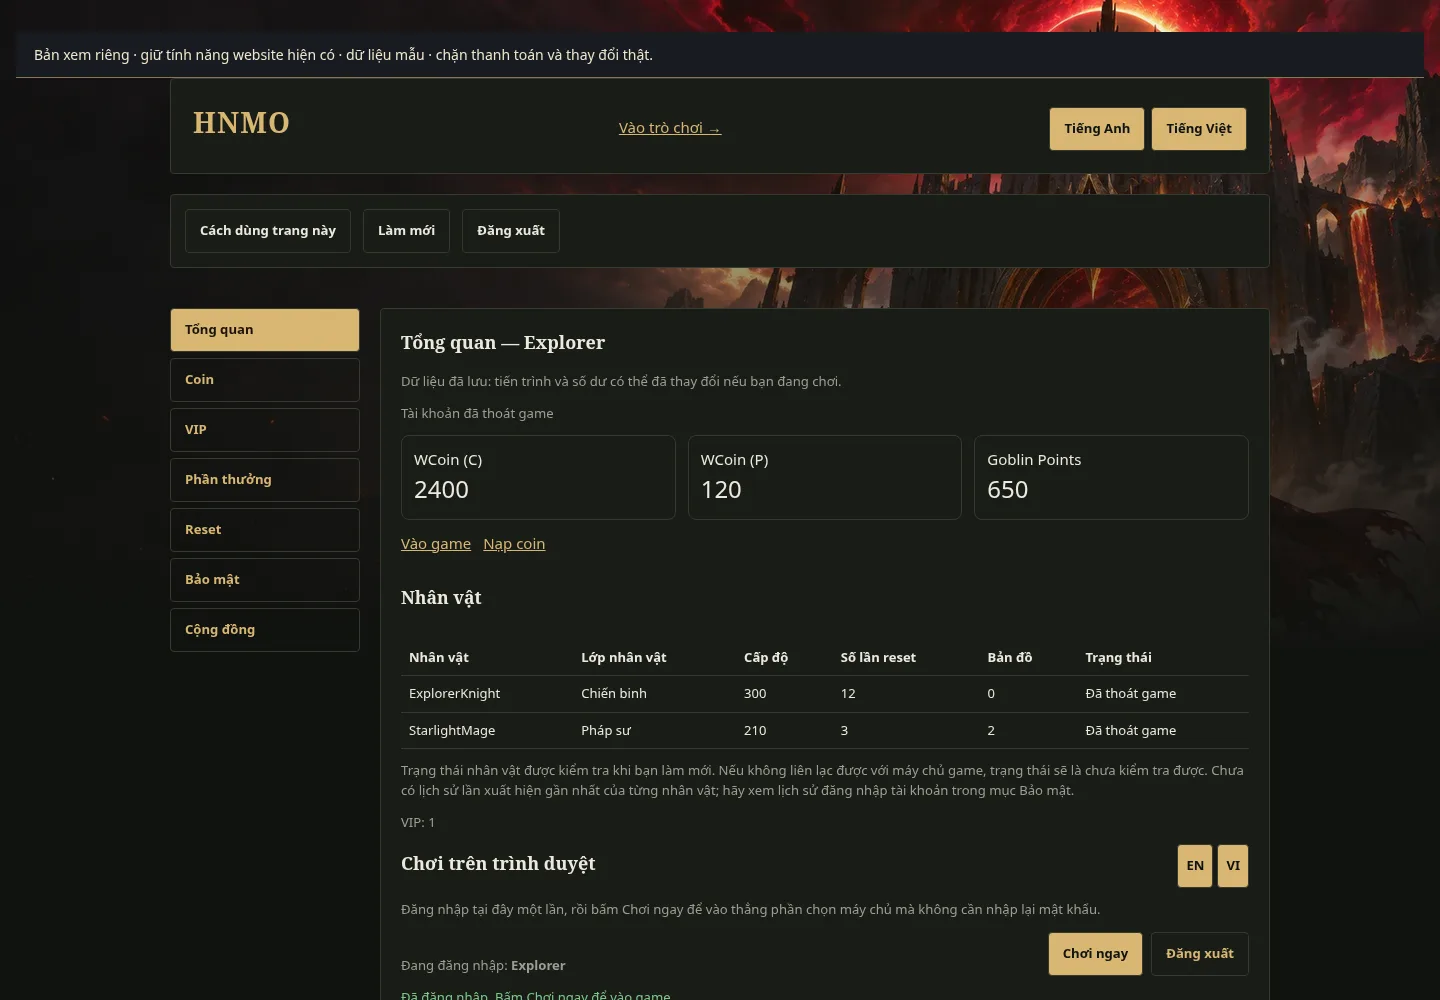 Bản xem riêng · giữ tính năng website hiện có · dữ liệu mẫu · chặn thanh toán và thay đổi thật.
HNMO
Vào trò chơi →
Tiếng Anh
Tiếng Việt
Cách dùng trang này
Làm mới
Đăng xuất
Tổng quan
Coin
VIP
Phần thưởng
Reset
Bảo mật
Cộng đồng
Tổng quan — Explorer
Dữ liệu đã lưu: tiến trình và số dư có thể đã thay đổi nếu bạn đang chơi.
Tài khoản đã thoát game
WCoin (C)
2400
WCoin (P)
120
Goblin Points
650
Vào game Nạp coin
Nhân vật
Nhân vật Lớp nhân vật Cấp độ Số lần reset Bản đồ Trạng thái
ExplorerKnight Chiến binh 300 12 0 Đã thoát game
StarlightMage Pháp sư 210 3 2 Đã thoát game
Trạng thái nhân vật được kiểm tra khi bạn làm mới. Nếu không liên lạc được với máy chủ game, trạng thái sẽ là chưa kiểm tra được. Chưa
có lịch sử lần xuất hiện gần nhất của từng nhân vật; hãy xem lịch sử đăng nhập tài khoản trong mục Bảo mật.
VIP: 1
Chơi trên trình duyệt
EN
VI
Đăng nhập tại đây một lần, rồi bấm Chơi ngay để vào thẳng phần chọn máy chủ mà không cần nhập lại mật khẩu.
Đang đăng nhập: Explorer
Chơi ngay
Đăng xuất
Đã đăng nhập. Bấm Chơi ngay để vào game.